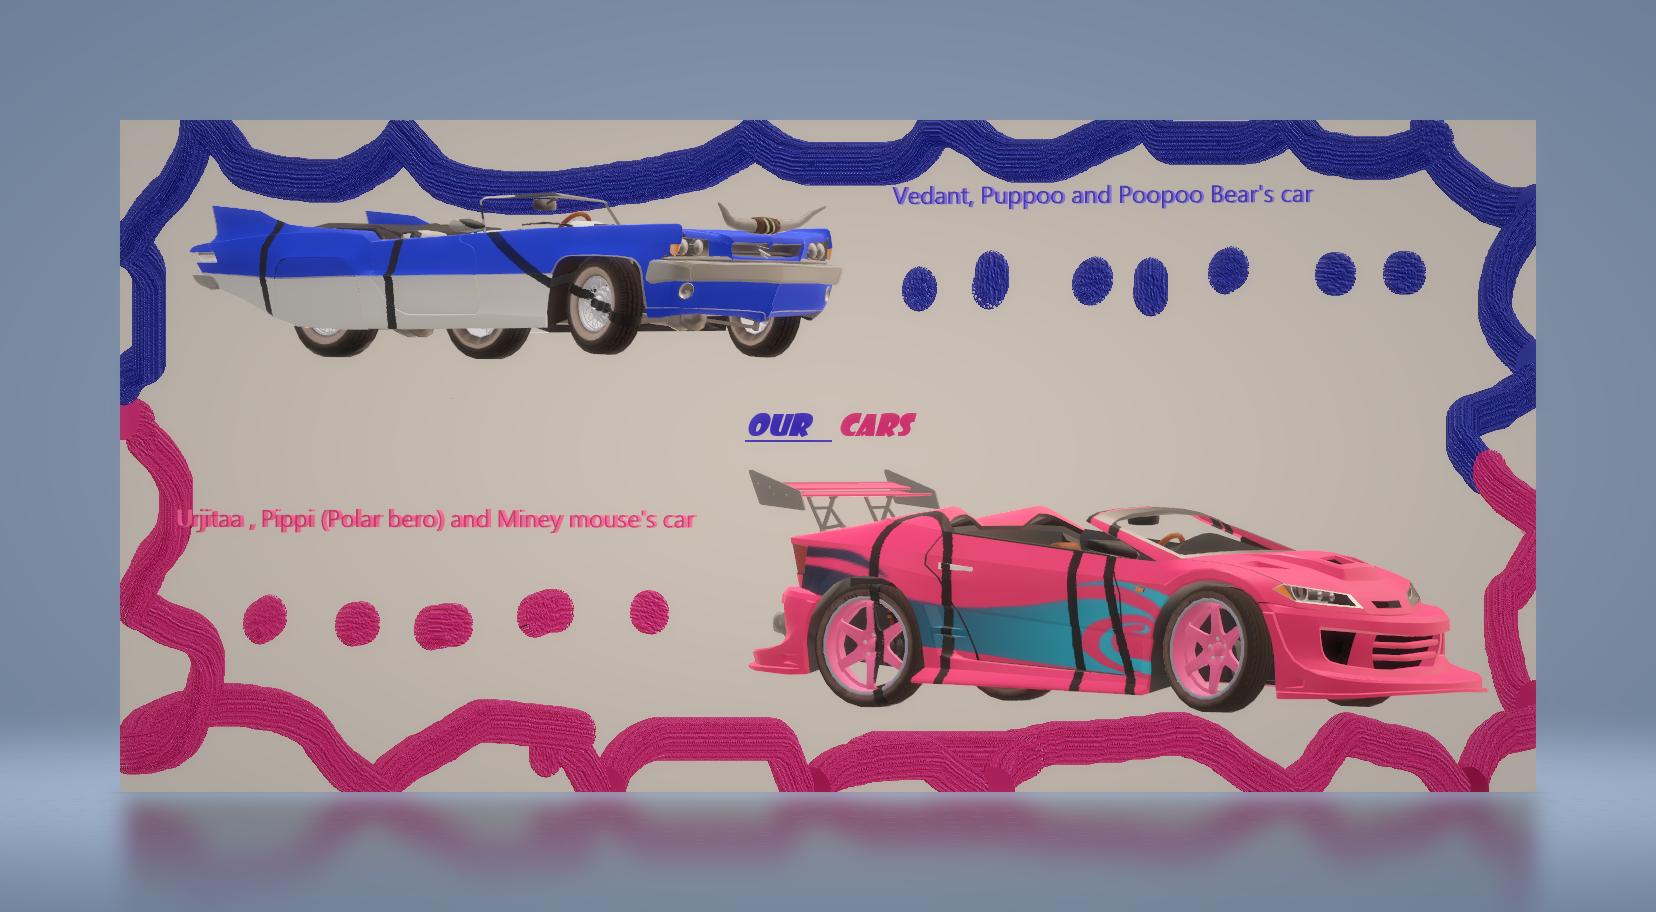 Vedant, Puppoo and Poopoo Bear's car
OUR CARS
Urjitaa , Pippi (Polar bero) and Miney mouse's car